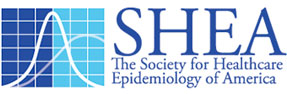 SHEA
The Society for Healthcare
Epidemiology of America